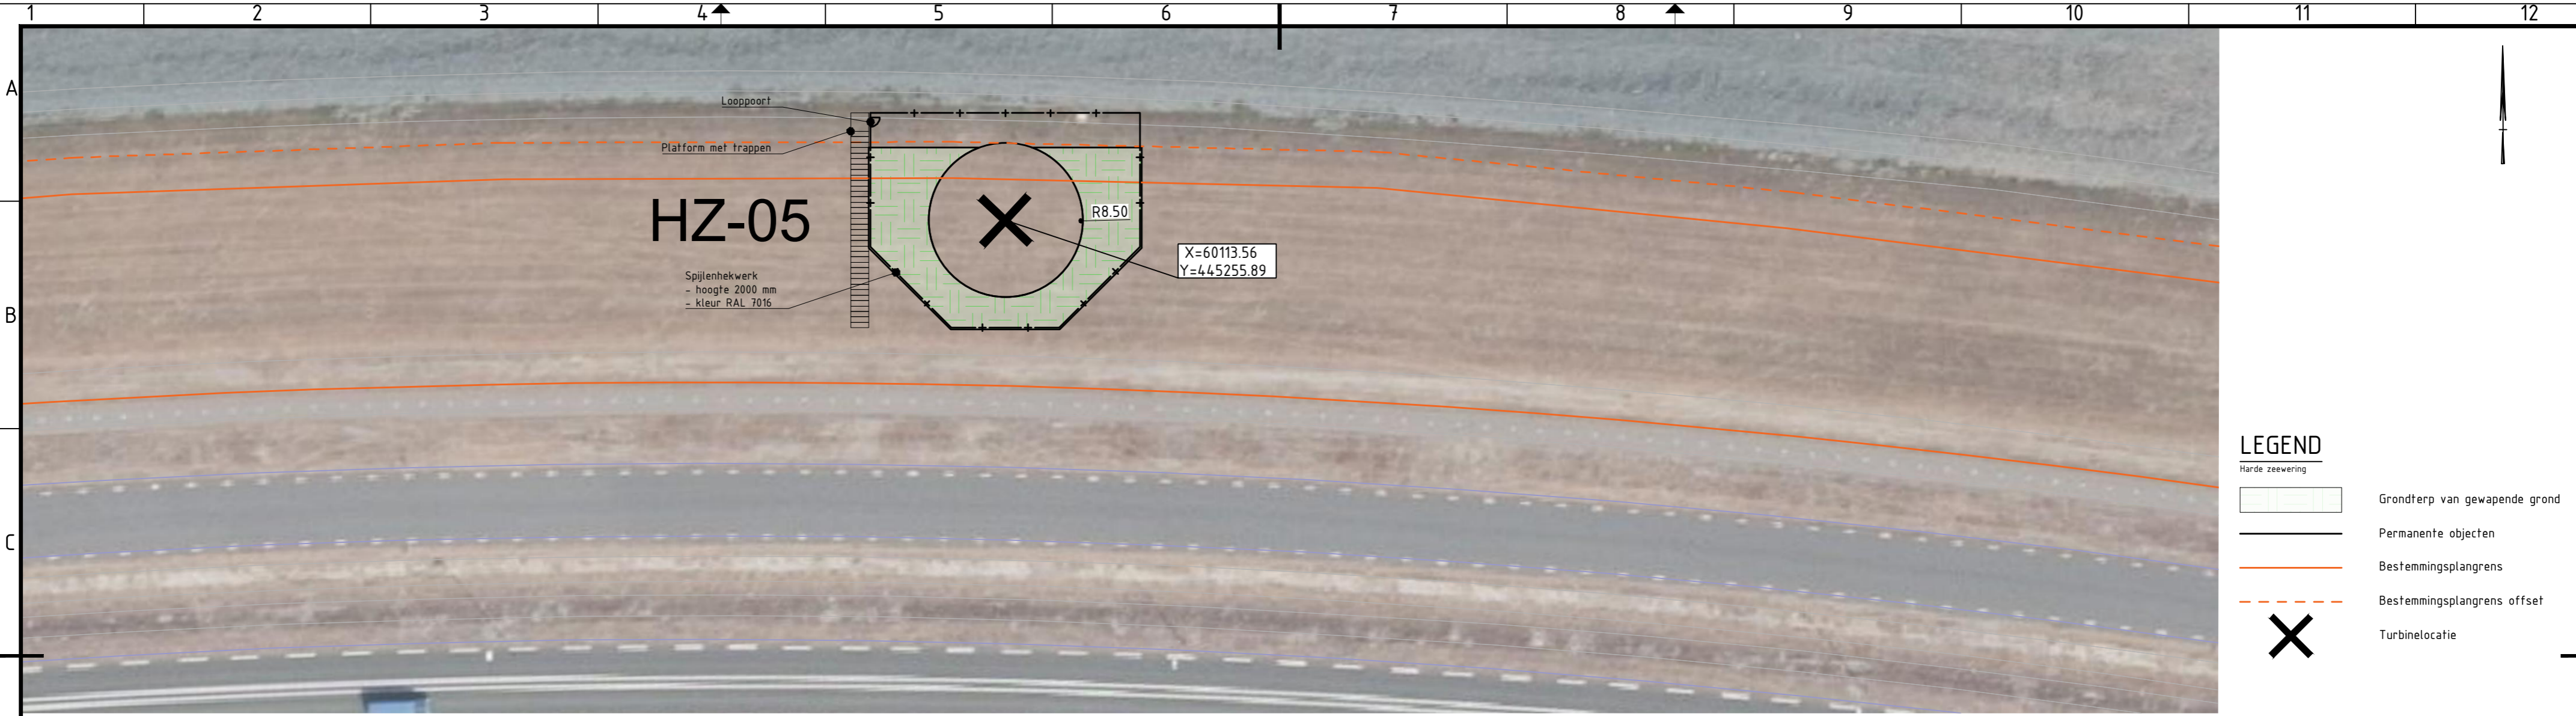 1 2 3 4 5 6 7 8 9 10 11 12
A
Looppoort
Platform met trappen
HZ-05
R8.50
X=60113.56
Y=445255.89
Spijlenhekwerk
- hoogte 2000 mm
- kleur RAL 7016
B
C
LEGEND
Harde zeewering
Grondterp van gewapende grond
Permanente objecten
Bestemmingsplangrens
Bestemmingsplangrens offset
Turbinelocatie